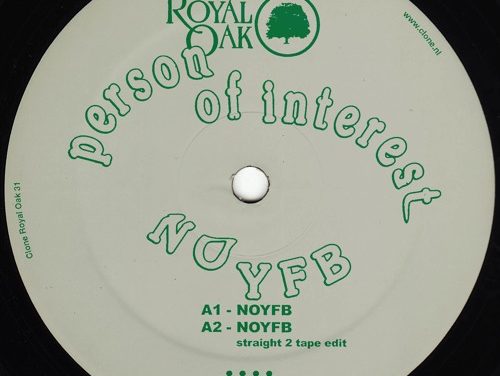 ROYAL
OAK
www.clone.nl
person
of interest
Clone Royal Oak 31
NOYFB
A1 - NOYFB
A2 - NOYFB
straight 2 tape edit